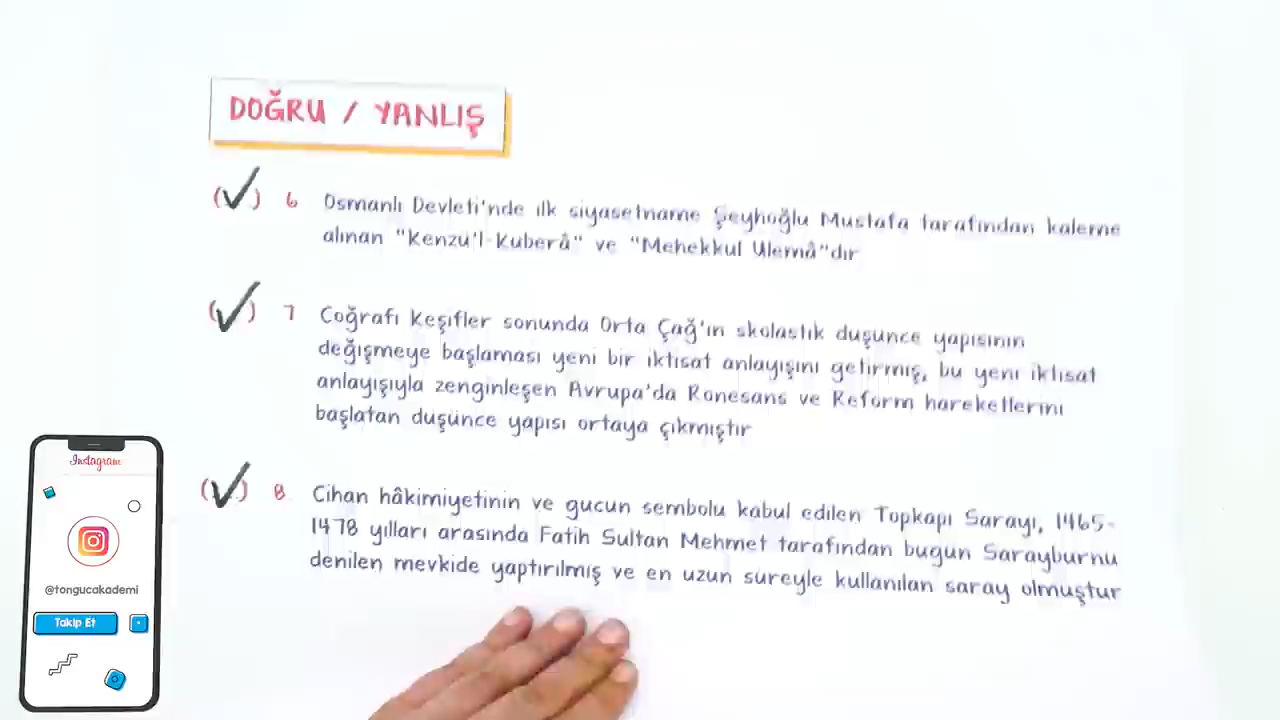 DOĞRU / YANLIŞ
(✓) 6 Osmanlı Devleti'nde ilk siyasetname Şeyhoğlu Mustafa tarafından kaleme
alınan "Kenzü'l-Küberâ" ve "Mehekkül Ulemâ"dır
(✓) 7 Coğrafi Keşifler sonunda Orta Çağ'ın skolastik düşünce yapısının
değişmeye başlaması yeni bir iktisat anlayışını getirmiş, bu yeni iktisat
anlayışıyla zenginleşen Avrupa'da Rönesans ve Reform hareketlerini
başlatan düşünce yapısı ortaya çıkmıştır
(✓) 8 Cihan hâkimiyetinin ve gücün sembolü kabul edilen Topkapı Sarayı, 1465-
1478 yılları arasında Fatih Sultan Mehmet tarafından bugün Sarayburnu
denilen mevkide yaptırılmış ve en uzun süreyle kullanılan saray olmuştur
Instagram
@tongucakademi
Takip Et